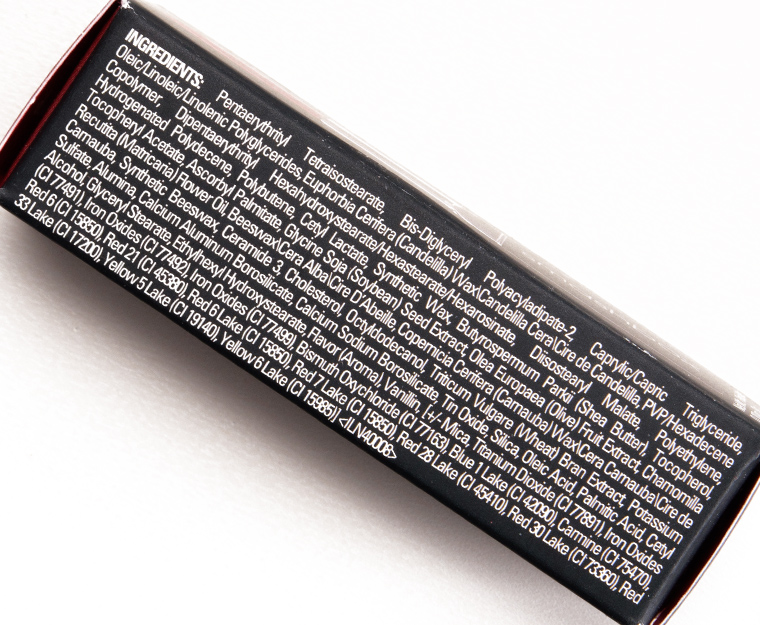 INGREDIENTS: Pentaerythrityl Tetraisostearate, Bis-Diglyceryl Polyacyladipate-2, Caprylic/Capric Triglyceride
Oleic/Linoleic/Linolenic Polyglycerides, Euphorbia Cerifera (Candelilla) Wax\Candelilla Cera\Cire de Candelilla, PVP/Hexadecene
Copolymer, Dipentaerythrityl Hexahydroxystearate/Hexastearate/Hexarosinate, Diisostearyl Malate, Polyethylene,
Hydrogenated Polydecene, Polybutene, Cetyl Lactate, Synthetic Wax, Butyrospermum Parkii (Shea Butter), Tocopherol,
Tocopheryl Acetate, Ascorbyl Palmitate, Glycine Soja (Soybean) Seed Extract, Olea Europaea (Olive) Fruit Extract, Chamomilla
Recutita (Matricaria) Flower Oil, Beeswax\Cera Alba\Cire D'Abeille, Copernicia Cerifera (Carnauba) Wax\Cera Carnauba\Cire de
Carnauba, Synthetic Beeswax, Ceramide 3, Cholesterol, Octyldodecanol, Triticum Vulgare (Wheat) Bran Extract, Potassium
Sulfate, Alumina, Calcium Aluminum Borosilicate, Calcium Sodium Borosilicate, Tin Oxide, Silica, Oleic Acid, Palmitic Acid, Cetyl
Alcohol, Glyceryl Stearate, Ethylhexyl Hydroxystearate, Flavor (Aroma), Vanillin, [+/- Mica, Titanium Dioxide (CI 77891), Iron Oxides
(CI 77491), Iron Oxides (CI 77492), Iron Oxides (CI 77499), Bismuth Oxychloride (CI 77163), Blue 1 Lake (CI 42090), Carmine (CI 75470),
Red 6 (CI 15850), Red 21 (CI 45380), Red 6 Lake (CI 15850), Red 7 Lake (CI 15850), Red 28 Lake (CI 45410), Red 30 Lake (CI 73360), Red
33 Lake (CI 17200), Yellow 5 Lake (CI 19140), Yellow 6 Lake (CI 15985)] <ILN40008>